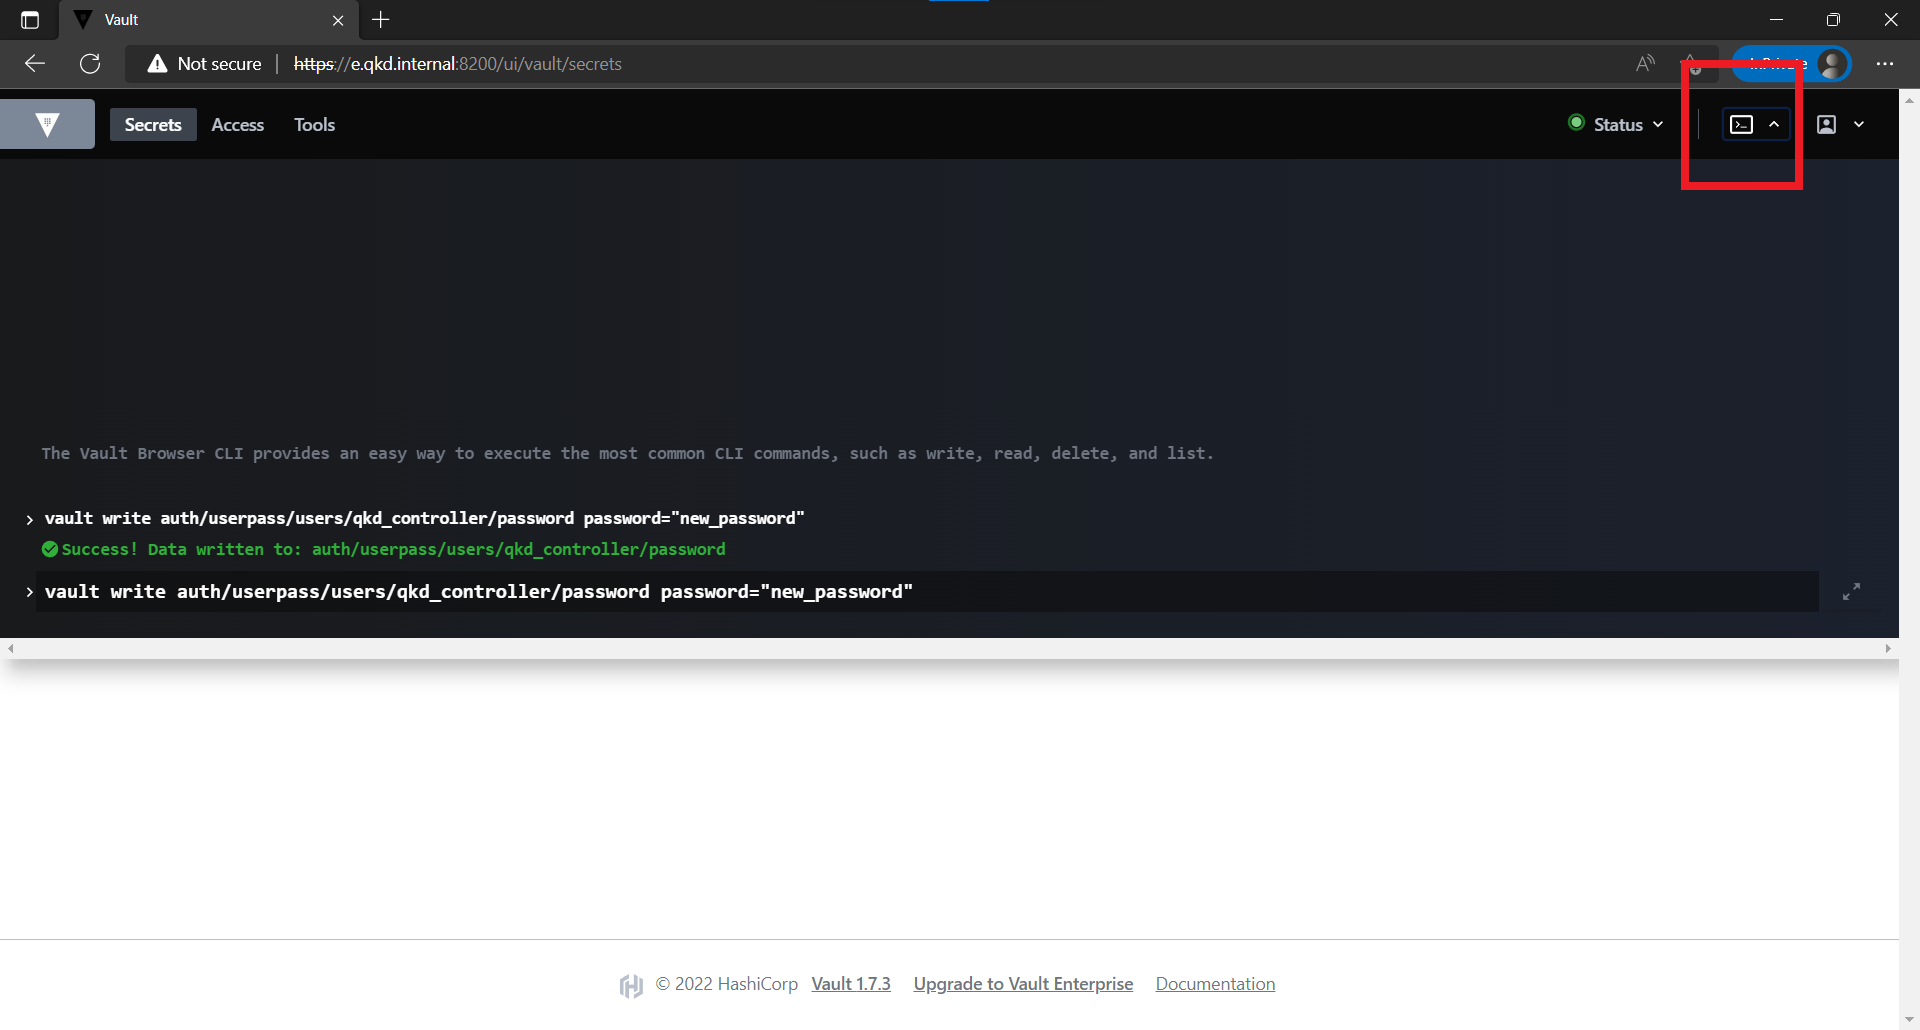 Vault
Not secure https://e.qkd.internal:8200/ui/vault/secrets
Secrets Access Tools Status
The Vault Browser CLI provides an easy way to execute the most common CLI commands, such as write, read, delete, and list.
> vault write auth/userpass/users/qkd_controller/password password="new_password"
Success! Data written to: auth/userpass/users/qkd_controller/password
> vault write auth/userpass/users/qkd_controller/password password="new_password"
© 2022 HashiCorp Vault 1.7.3 Upgrade to Vault Enterprise Documentation